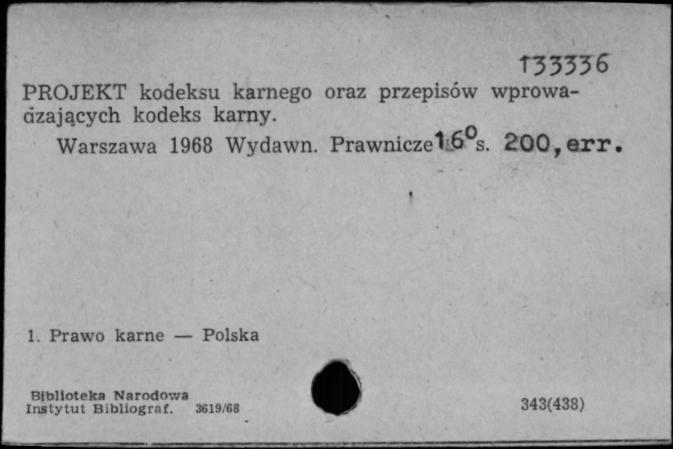 133336
PROJEKT kodeksu karnego oraz przepisów wprowa-
dzających kodeks karny.
Warszawa 1968 Wydawn. Prawnicze 16⁰ s. 200, err.
1. Prawo karne — Polska
Biblioteka Narodowa
Instytut Bibliograf. 3619/68
343(438)